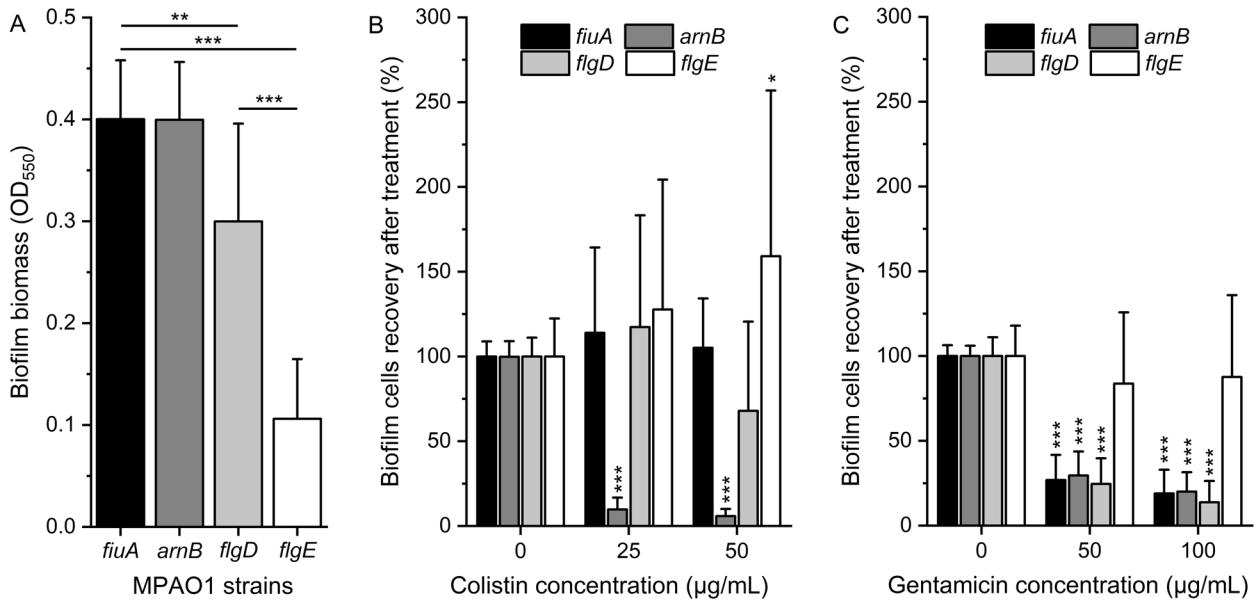 A
Biofilm biomass (OD550)
0.5
0.4
0.3
0.2
0.1
0.0
**
***
***
fiuA arnB flgD flgE
MPAO1 strains
B
Biofilm cells recovery after treatment (%)
300
250
200
150
100
50
0
fiuA arnB
flgD flgE
***
***
*
0 25 50
Colistin concentration (µg/mL)
C
Biofilm cells recovery after treatment (%)
300
250
200
150
100
50
0
fiuA arnB
flgD flgE
*** *** ***
*** *** ***
0 50 100
Gentamicin concentration (µg/mL)